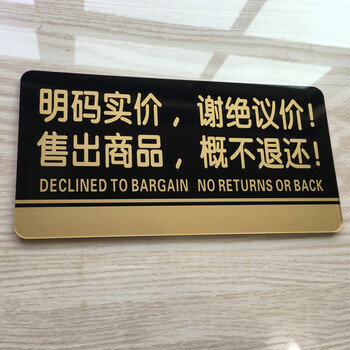 明码实价，谢绝议价！
售出商品，概不退还！
DECLINED TO BARGAIN NO RETURNS OR BACK